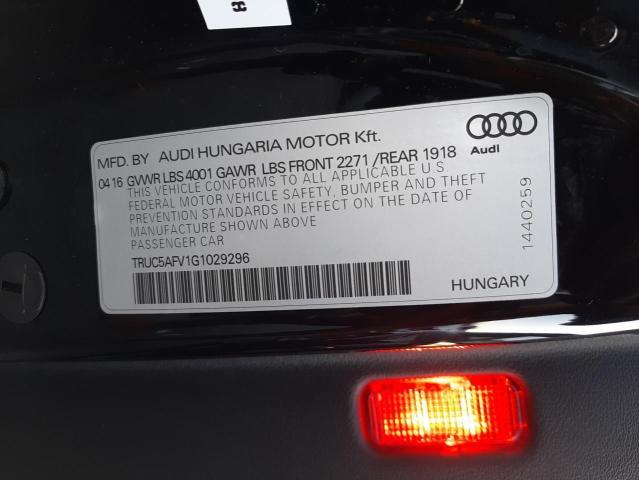 MFD. BY AUDI HUNGARIA MOTOR Kft.
04 16 GVWR LBS 4001 GAWR LBS FRONT 2271 /REAR 1918
THIS VEHICLE CONFORMS TO ALL APPLICABLE U.S.
FEDERAL MOTOR VEHICLE SAFETY, BUMPER AND THEFT
PREVENTION STANDARDS IN EFFECT ON THE DATE OF
MANUFACTURE SHOWN ABOVE
PASSENGER CAR
TRUC5AFV1G1029296
Audi
1440259
HUNGARY